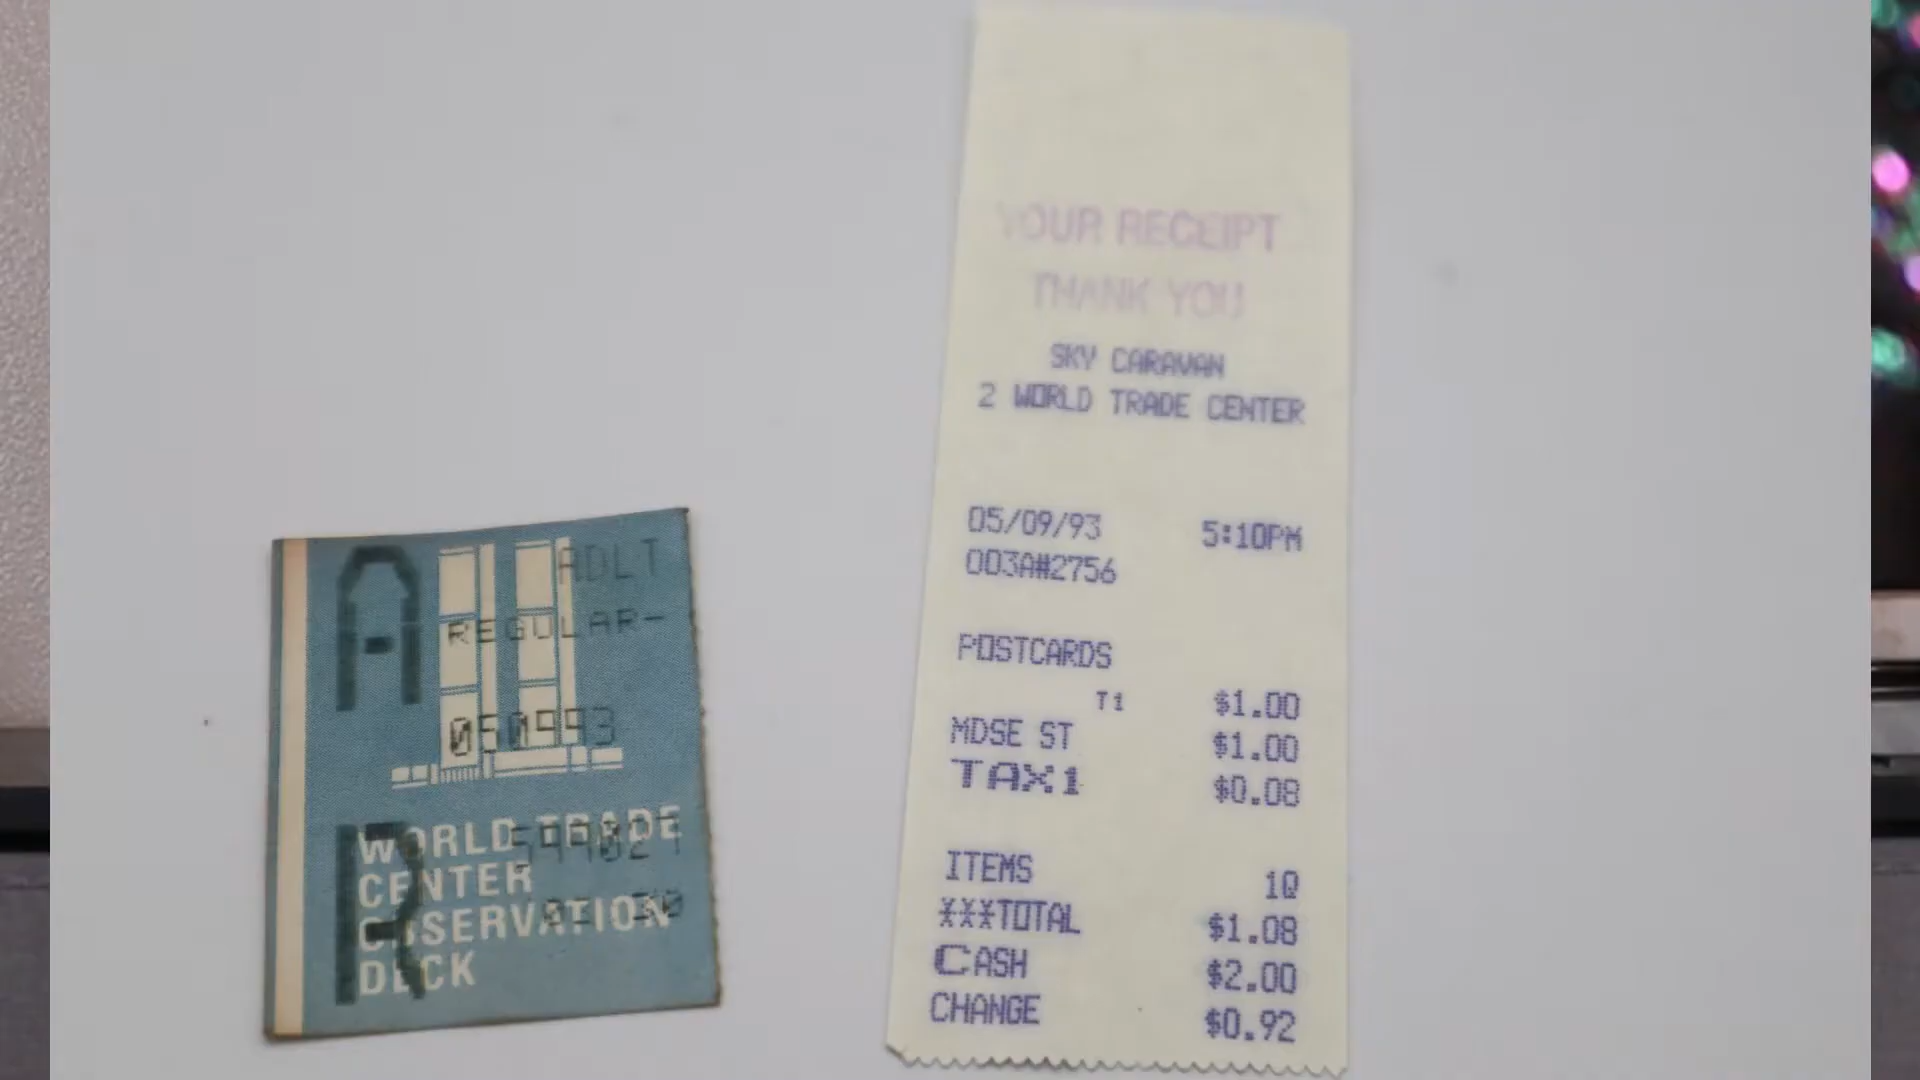 A
ADLT
REGULAR-
050993
WORLD TRADE
CENTER
OBSERVATION
DECK
R
YOUR RECEIPT
THANK YOU
SKY CARAVAN
2 WORLD TRADE CENTER
05/09/93 5:10PM
003A#2756
POSTCARDS
T1 $1.00
MDSE ST $1.00
TAX1 $0.08
ITEMS 1Q
***TOTAL $1.08
CASH $2.00
CHANGE $0.92